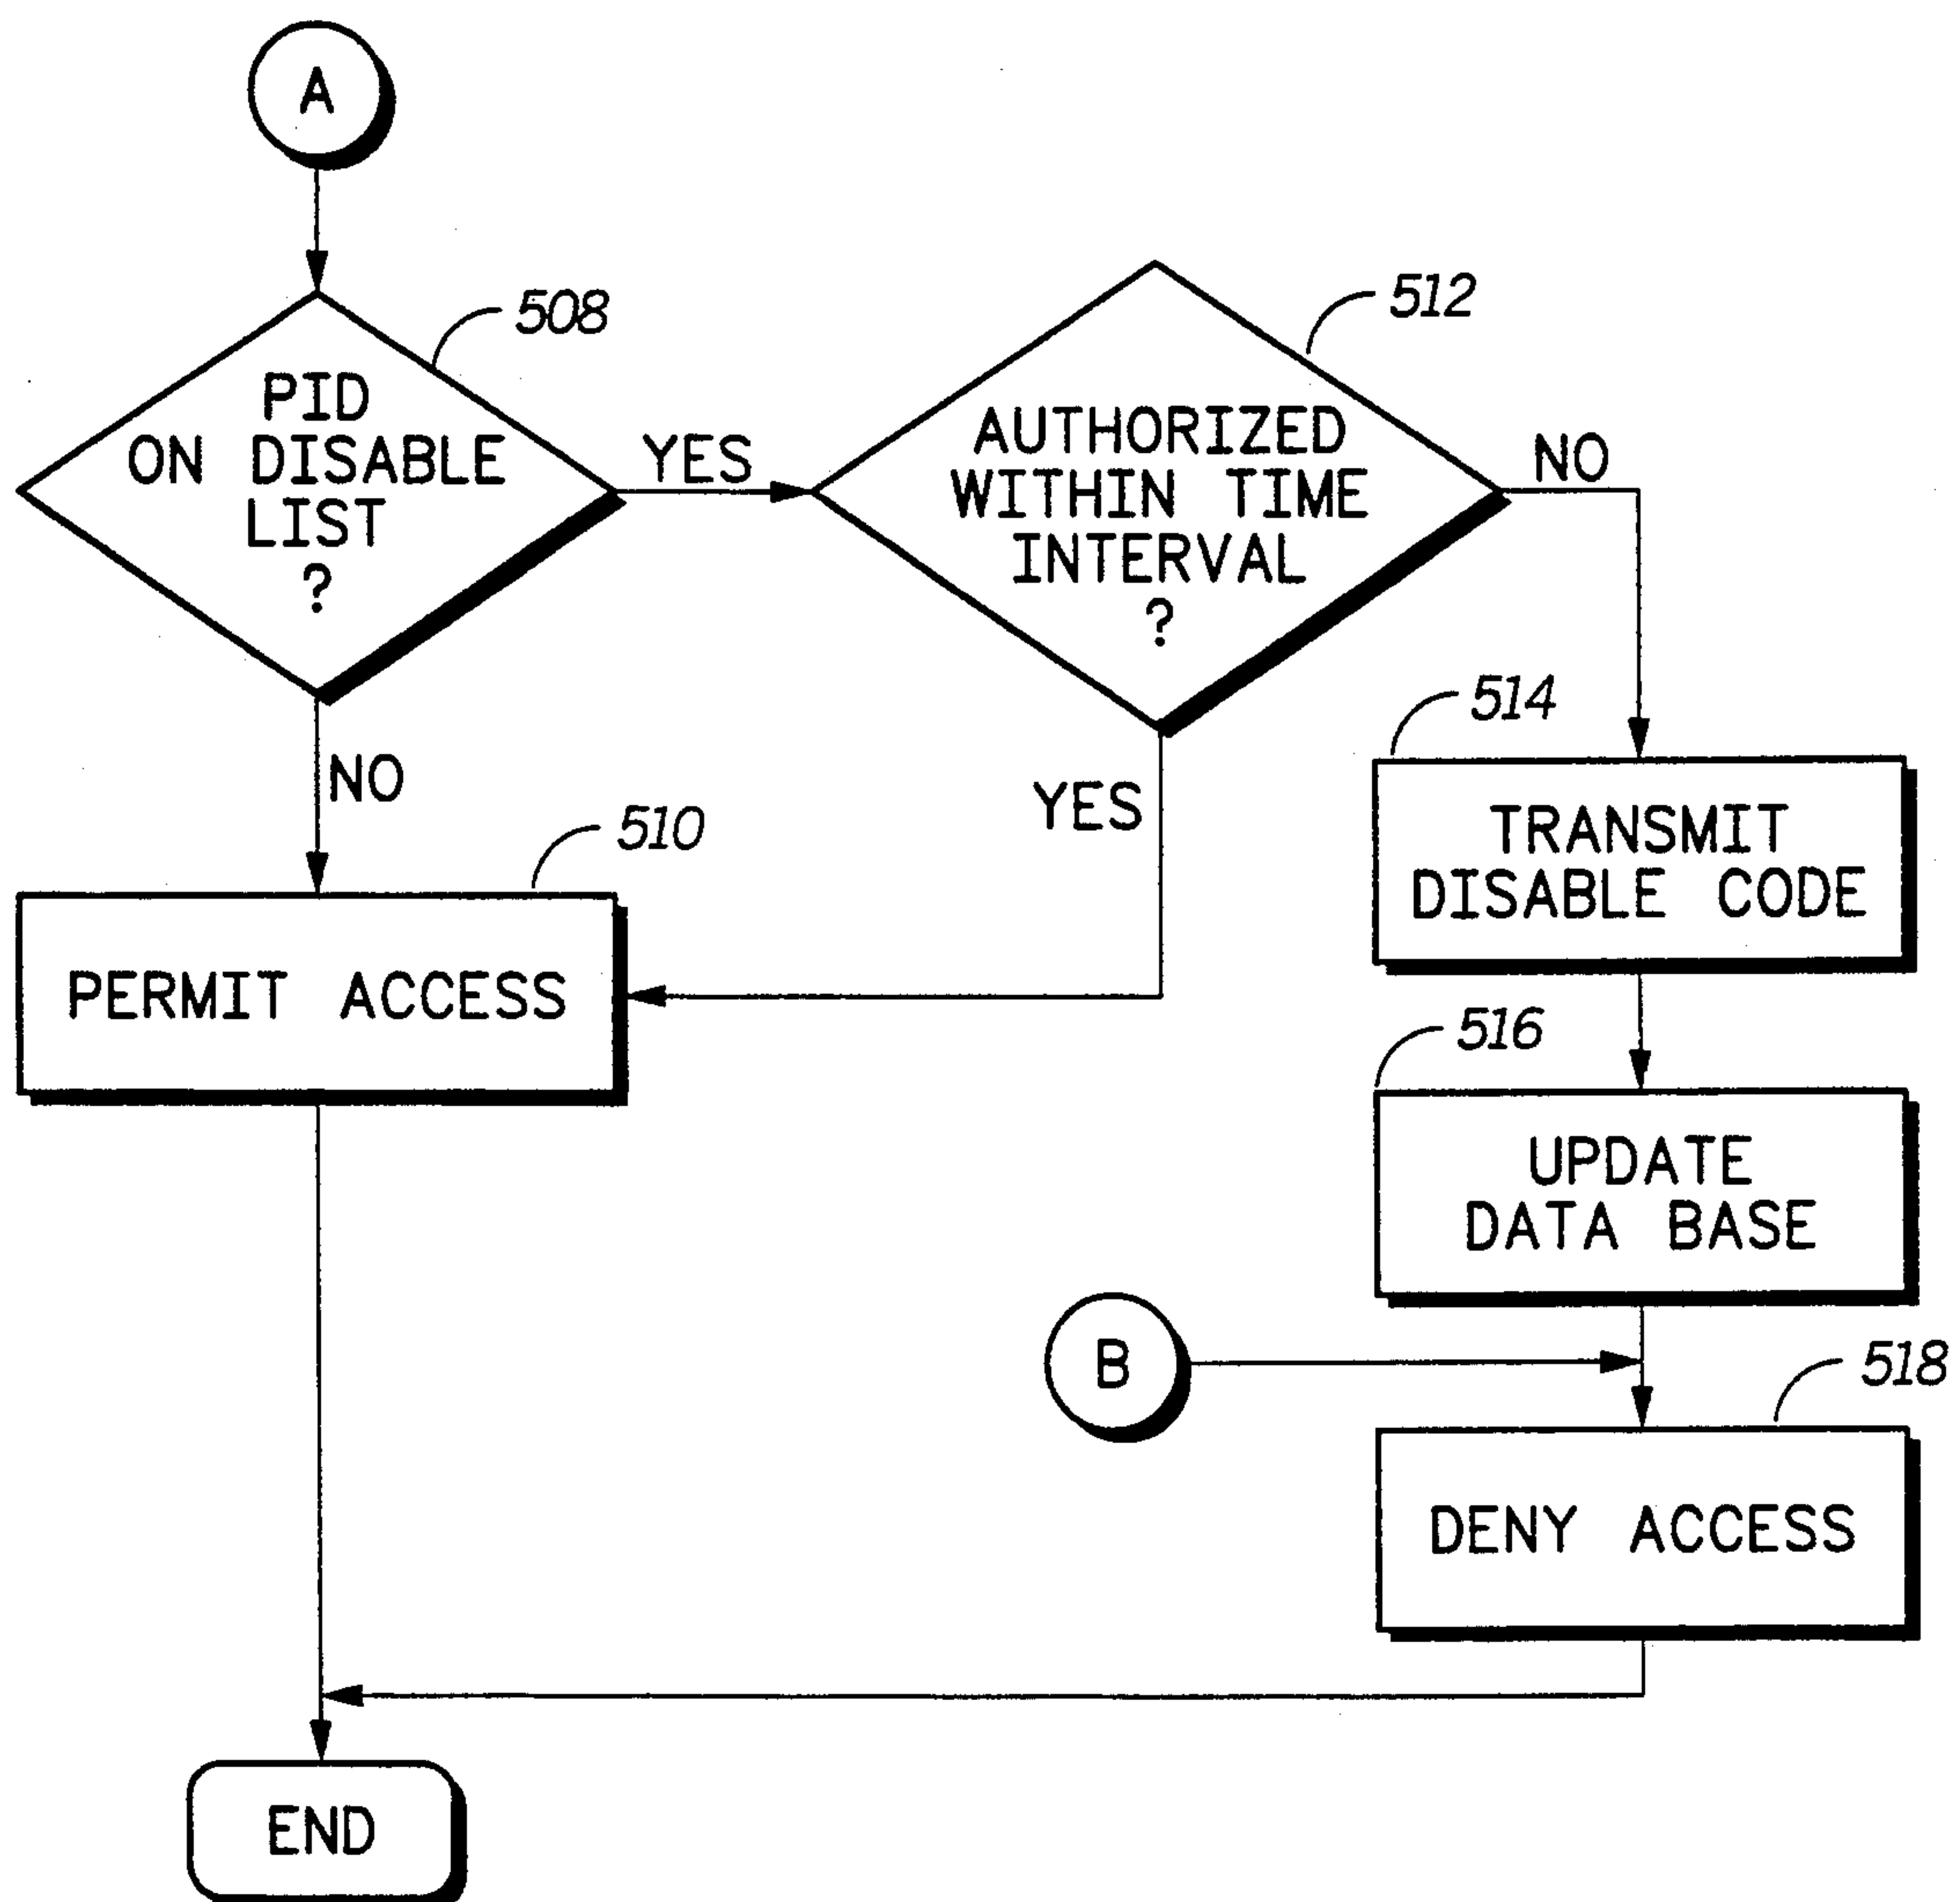 A
508
PID
ON DISABLE
LIST
?
YES
512
AUTHORIZED
WITHIN TIME
INTERVAL
?
NO
NO
YES
510
PERMIT ACCESS
514
TRANSMIT
DISABLE CODE
516
UPDATE
DATA BASE
B
518
DENY ACCESS
END